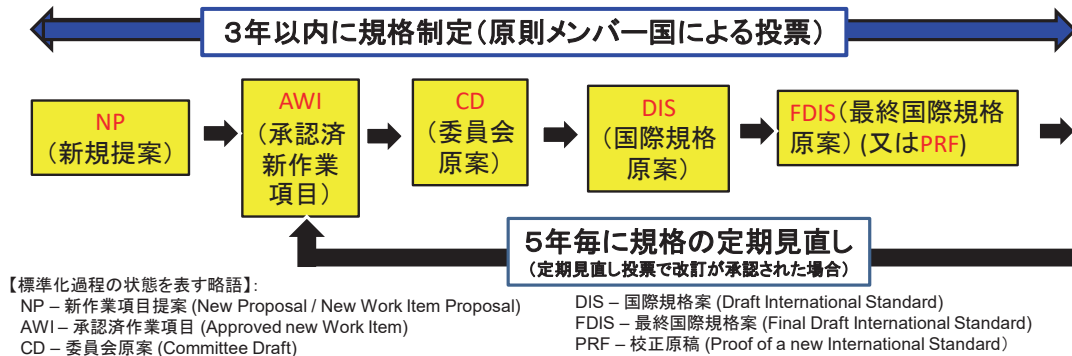 ３年以内に規格制定（原則メンバー国による投票）
NP
（新規提案）
AWI
（承認済
新作業
項目）
CD
（委員会
原案）
DIS
（国際規格
原案）
FDIS（最終国際規格
原案）（又はPRF）
５年毎に規格の定期見直し
（定期見直し投票で改訂が承認された場合）
【標準化過程の状態を表す略語】:
NP – 新作業項目提案 (New Proposal / New Work Item Proposal)
AWI – 承認済作業項目 (Approved new Work Item)
CD – 委員会原案 (Committee Draft)
DIS – 国際規格案 (Draft International Standard)
FDIS – 最終国際規格案 (Final Draft International Standard)
PRF – 校正原稿 (Proof of a new International Standard）